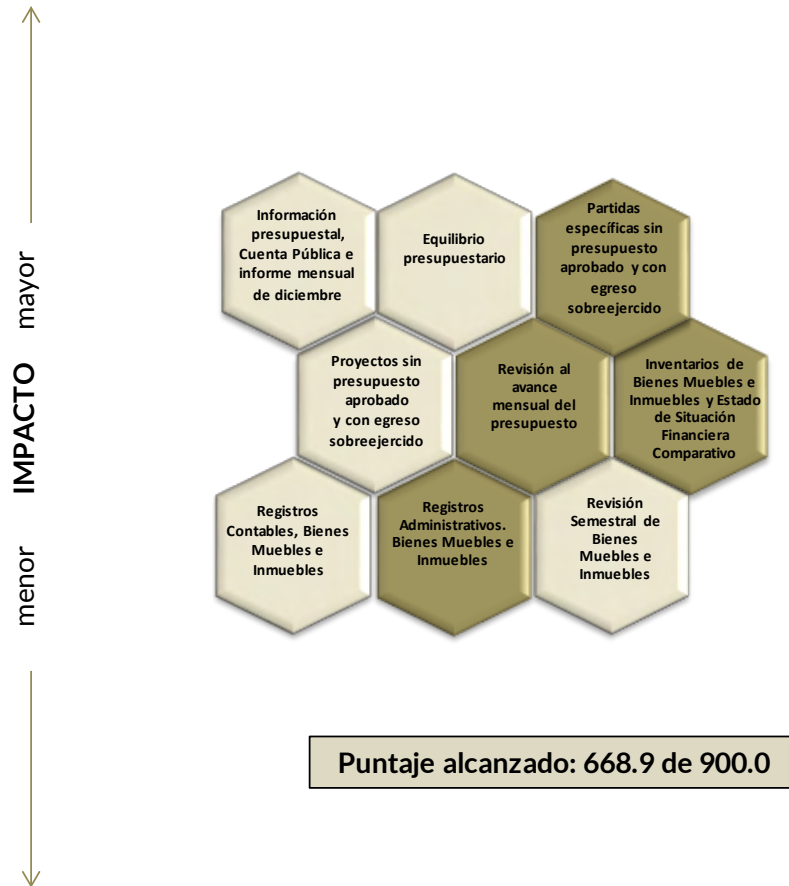 mayor
IMPACTO
menor
Información
presupuestal,
Cuenta Pública e
informe mensual
de diciembre
Equilibrio
presupuestario
Partidas
específicas sin
presupuesto
aprobado y con
egreso
sobreejercido
Proyectos sin
presupuesto
aprobado
y con egreso
sobreejercido
Revisión al
avance
mensual del
presupuesto
Inventarios de
Bienes Muebles e
Inmuebles y Estado
de Situación
Financiera
Comparativo
Registros
Contables, Bienes
Muebles e
Inmuebles
Registros
Administrativos.
Bienes Muebles e
Inmuebles
Revisión
Semestral de
Bienes
Muebles e
Inmuebles
Puntaje alcanzado: 668.9 de 900.0